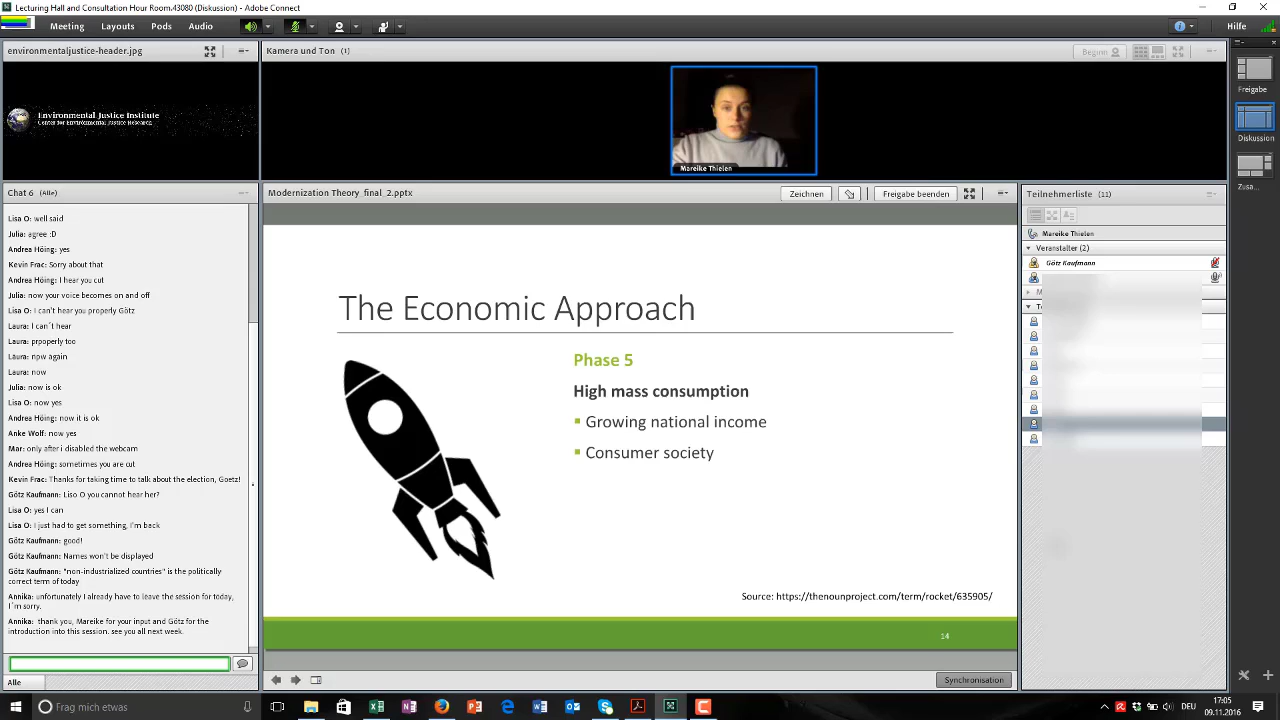 Lecturing Hall and Consultation Hour Room.43080 (Diskussion) - Adobe Connect
Meeting Layouts Pods Audio
Hilfe
environmentaljustice-header.jpg
Environmental Justice Institute
Center for Environmental Justice Research
Kamera und Ton (1)
Beginn
Mareike Thielen
Freigabe
Diskussion
Zusa...
Chat 6 (Alle)
Lisa O: well said
Julia: agree :D
Andrea Höing: yes
Kevin Frac: Sorry about that
Andrea Höing: I hear you cut
Julia: now your voice becomes on and off
Lisa O: I can't hear you properly Götz
Laura: I can´t hear
Laura: prpoperly too
Laura: npw again
Laura: now
Julia: now is ok
Lisa O: now yes
Andrea Höing: now it is ok
Anke Wolf: now yes
Mar: only after i disabled the webcam
Andrea Höing: sometimes you are cut
Kevin Frac: Thanks for taking time to talk about the election, Goetz!
Götz Kaufmann: Liso O you cannot hear her?
Lisa O: yes I can
Lisa O: I just had to get something, I'm back
Götz Kaufmann: good!
Götz Kaufmann: Names won't be displayed
Götz Kaufmann: "non-industrialized countries" is the politically
correct term of today
Annika: unfortunately I already have to leave the session for today,
I´m sorry.
Annika: thank you, Mareike for your input and Götz for the
introduction into this session. see you all next week.
Alle
Modernization Theory_final_2.pptx
Zeichnen
Freigabe beenden
The Economic Approach
Phase 5
High mass consumption
Growing national income
Consumer society
Source: https://thenounproject.com/term/rocket/635905/
14
Synchronisation
Teilnehmerliste (11)
Mareike Thielen
Veranstalter (2)
Götz Kaufmann
Frag mich etwas
DEU
17:05
09.11.2016